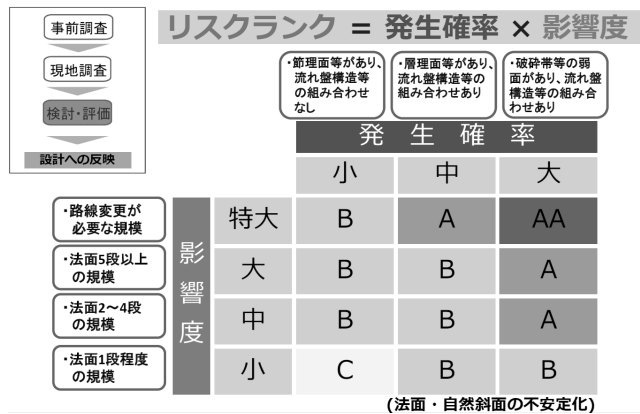 事前調査
現地調査
検討・評価
設計への反映
リスクランク = 発生確率 × 影響度
・節理面等があり、
流れ盤構造等
の組み合わせ
なし
・層理面等があり、
流れ盤構造等の
組み合わせあり
・破砕帯等の弱
面があり、流れ盤
構造等の組み合
わせあり
発生確率
小 中 大
・路線変更が
必要な規模
特大 B A AA
・法面5段以上
の規模
大 B B A
影響度
・法面2～4段
の規模
中 B B A
・法面1段程度
の規模
小 C B B
(法面・自然斜面の不安定化)